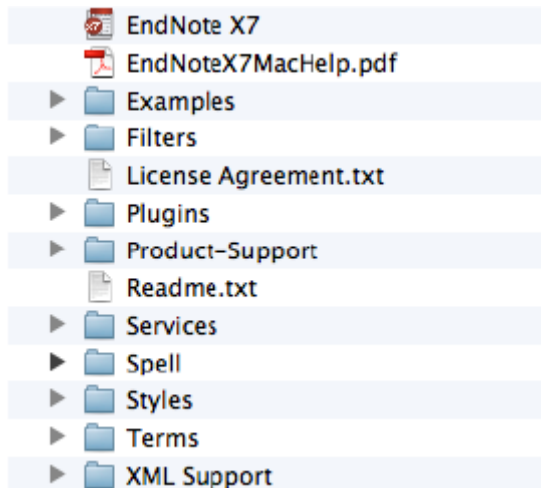 EndNote X7
EndNoteX7MacHelp.pdf
Examples
Filters
License Agreement.txt
Plugins
Product-Support
Readme.txt
Services
Spell
Styles
Terms
XML Support